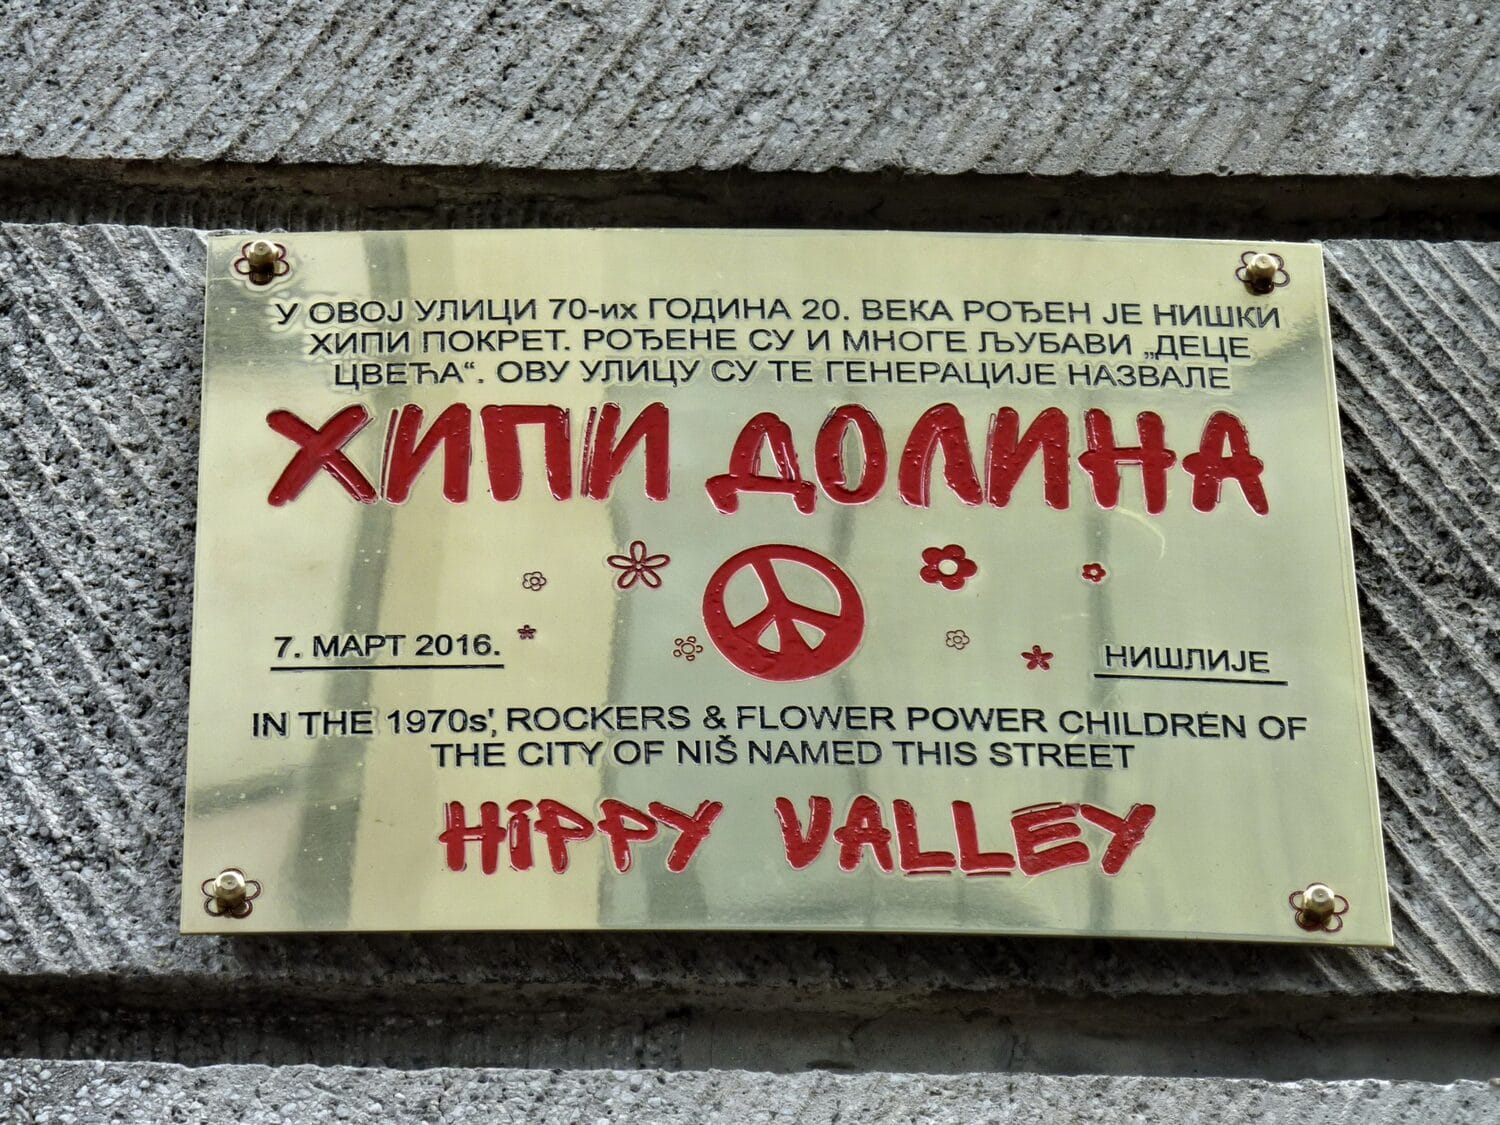 У ОВОЈ УЛИЦИ 70-их ГОДИНА 20. ВЕКА РОЂЕН ЈЕ НИШКИ
ХИПИ ПОКРЕТ. РОЂЕНЕ СУ И МНОГЕ ЉУБАВИ „ДЕЦЕ
ЦВЕЋА“. ОВУ УЛИЦУ СУ ТЕ ГЕНЕРАЦИЈЕ НАЗВАЛЕ
ХИПИ ДОЛИНА
7. МАРТ 2016.
НИШЛИЈЕ
IN THE 1970s', ROCKERS & FLOWER POWER CHILDREN OF
THE CITY OF NIŠ NAMED THIS STREET
HiPPY VALLEY